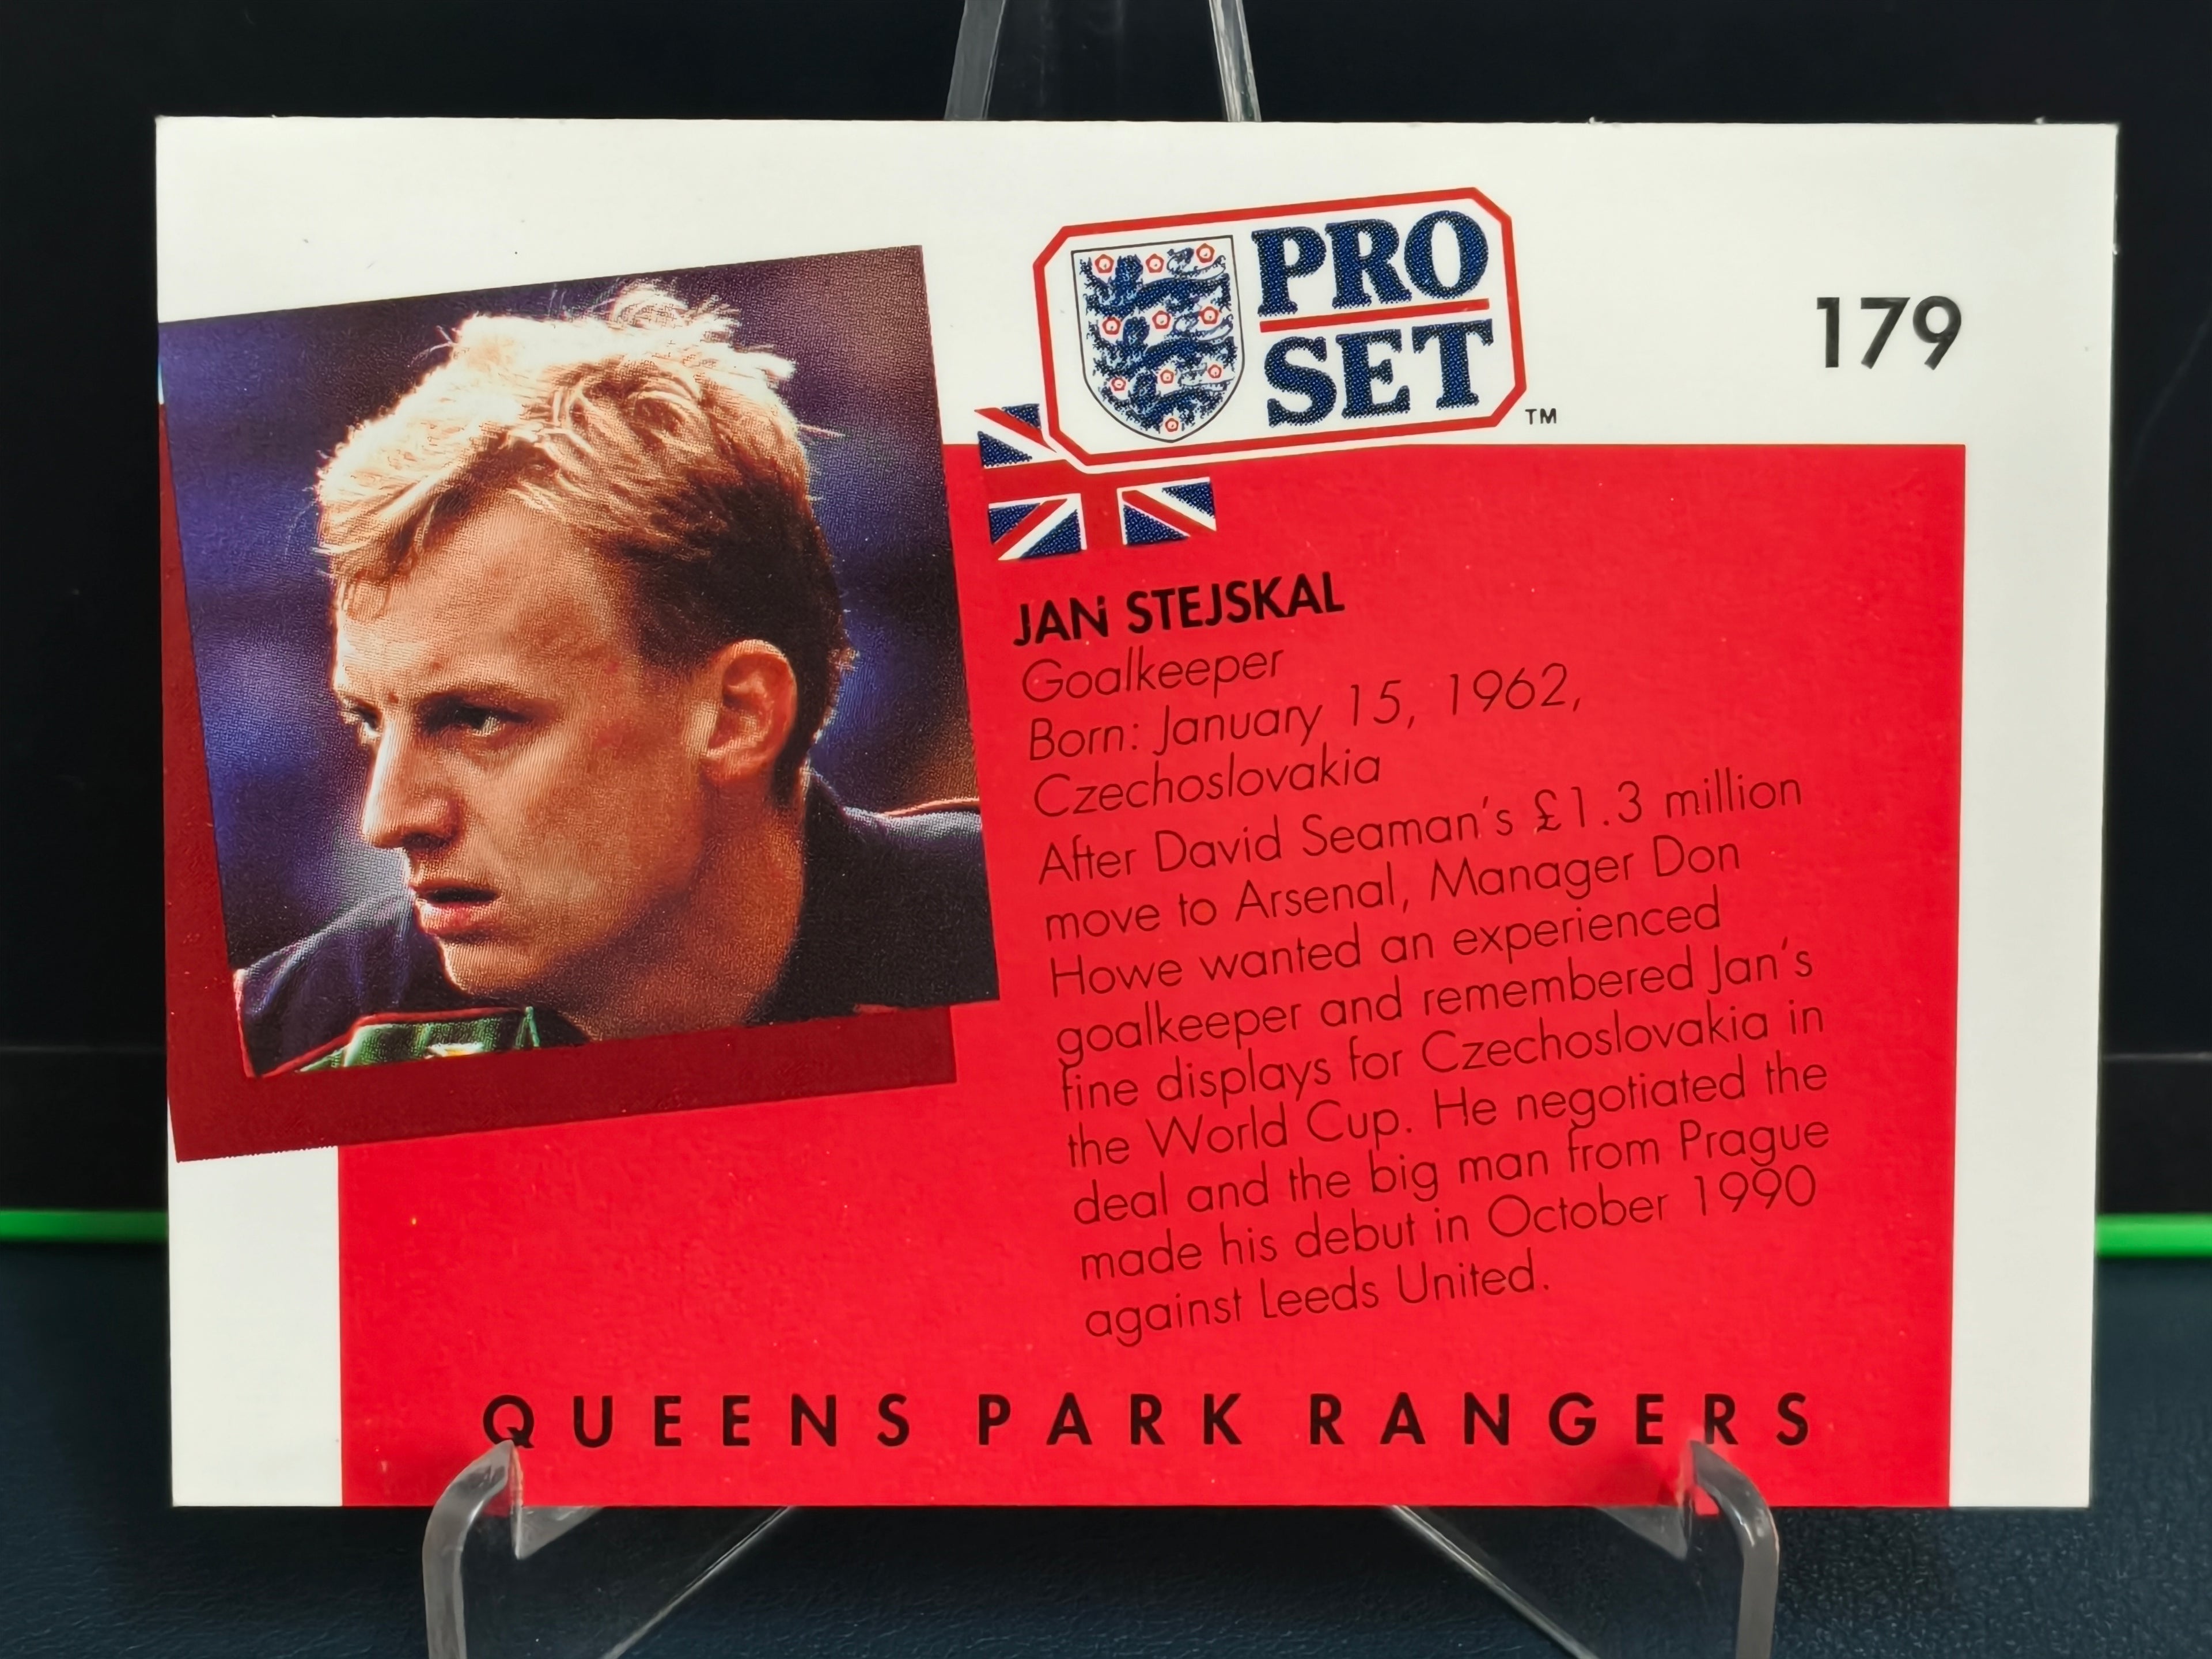 PRO
SET
TM
179
JAN STEJSKAL
Goalkeeper
Born: January 15, 1962,
Czechoslovakia
After David Seaman's £1.3 million
move to Arsenal, Manager Don
Howe wanted an experienced
goalkeeper and remembered Jan's
fine displays for Czechoslovakia in
the World Cup. He negotiated the
deal and the big man from Prague
made his debut in October 1990
against Leeds United.
QUEENS PARK RANGERS